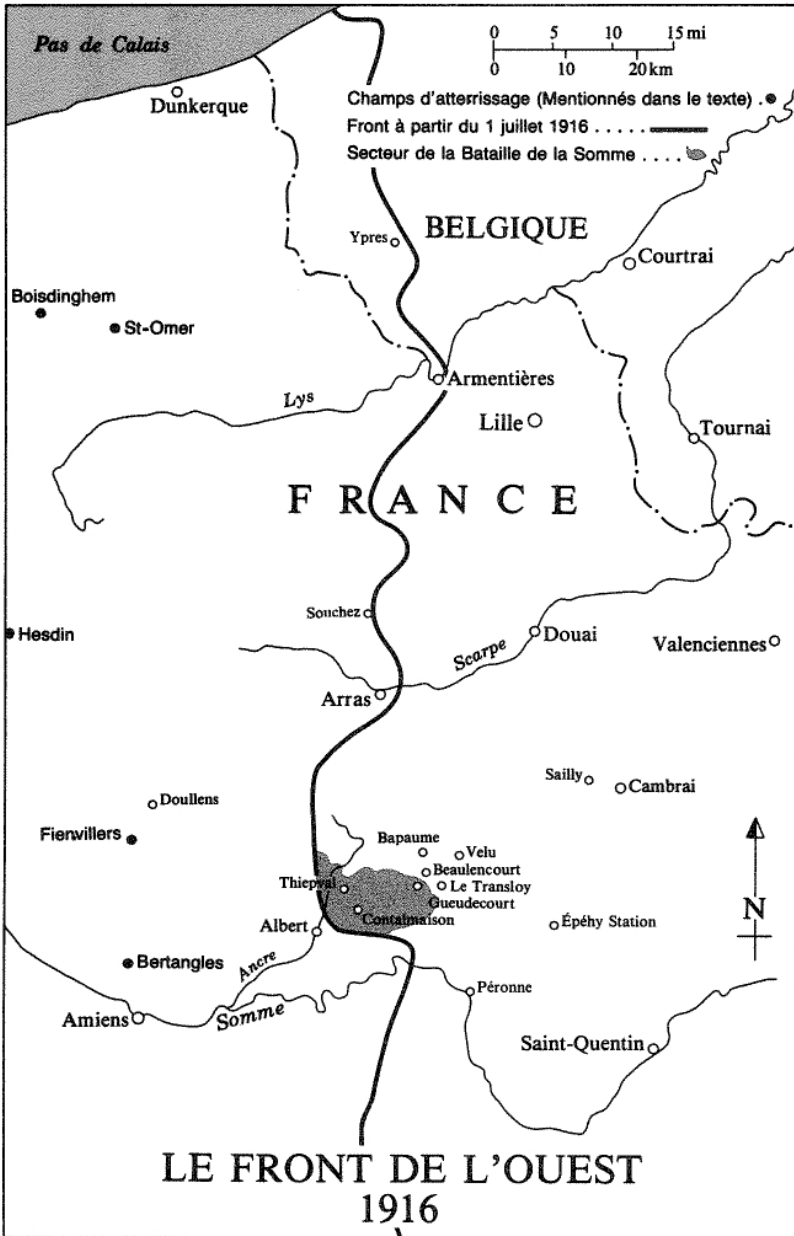 Pas de Calais
0 5 10 15 mi
0 10 20 km
Dunkerque
Champs d'atterrissage (Mentionnés dans le texte) .
Front à partir du 1 juillet 1916 . . . . .
Secteur de la Bataille de la Somme . . . .
Ypres
BELGIQUE
Courtrai
Boisdinghem
St-Omer
Armentières
Lys
Lille
Tournai
FRANCE
Souchez
Hesdin
Scarpe
Douai
Valenciennes
Arras
Sailly
Cambrai
Doullens
Fienvillers
Bapaume
Velu
Beaulencourt
Thiepval
Le Transloy
Gueudecourt
Contalmaison
Albert
Épéhy Station
N
Bertangles
Ancre
Péronne
Amiens
Somme
Saint-Quentin
LE FRONT DE L'OUEST
1916